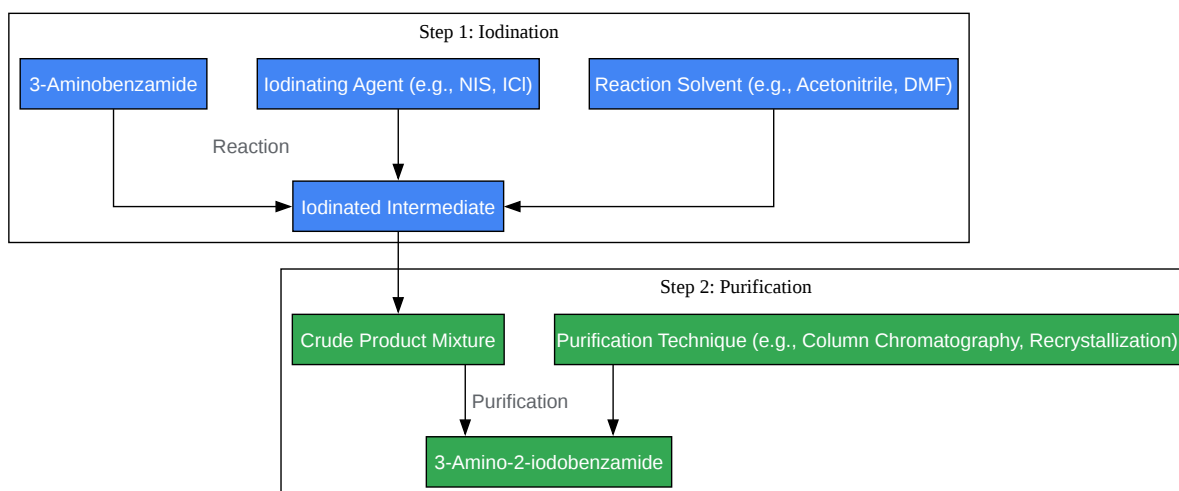 Step 1: Iodination
3-Aminobenzamide
Iodinating Agent (e.g., NIS, ICl)
Reaction Solvent (e.g., Acetonitrile, DMF)
Reaction
Iodinated Intermediate
Step 2: Purification
Crude Product Mixture
Purification Technique (e.g., Column Chromatography, Recrystallization)
Purification
3-Amino-2-iodobenzamide